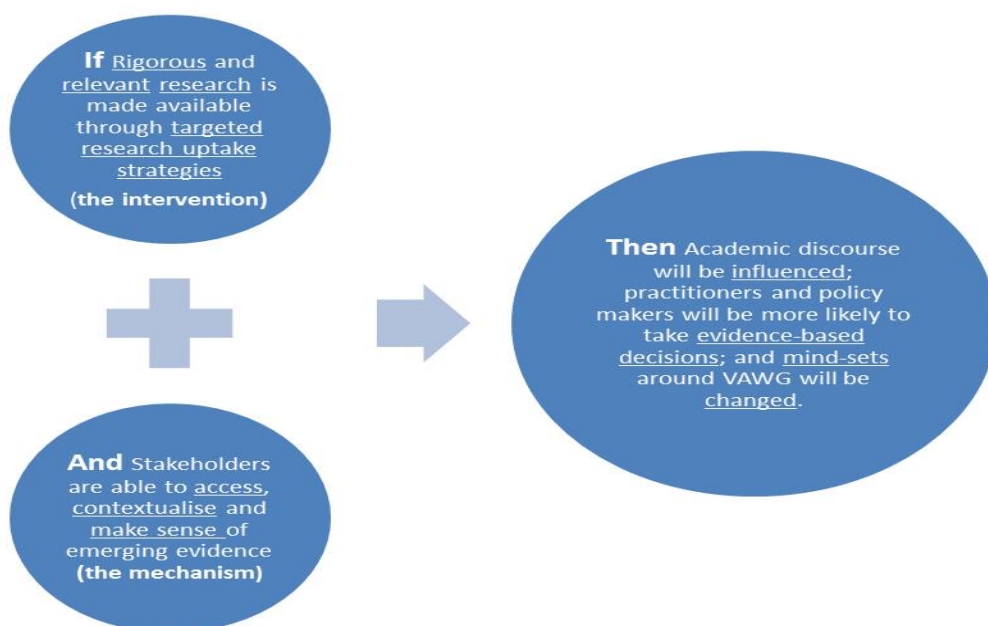 If Rigorous and
relevant research is
made available
through targeted
research uptake
strategies
(the intervention)
And Stakeholders
are able to access,
contextualise and
make sense of
emerging evidence
(the mechanism)
Then Academic discourse
will be influenced;
practitioners and policy
makers will be more likely to
take evidence-based
decisions; and mind-sets
around VAWG will be
changed.